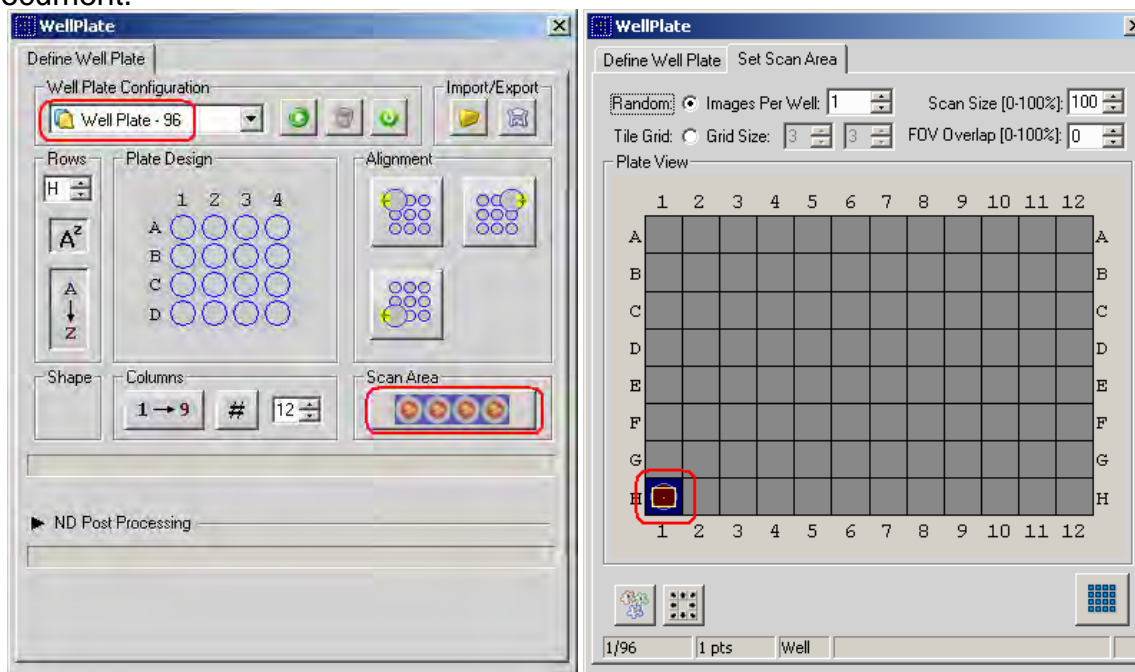 ocument.
WellPlate
Define Well Plate
Well Plate Configuration
Import/Export
Well Plate - 96
Rows
Plate Design
Alignment
H
1 2 3 4
A
B
C
D
A Z
A
Z
Shape
Columns
Scan Area
1 → 9
#
12
ND Post Processing
WellPlate
Define Well Plate
Set Scan Area
Random: Images Per Well: 1 Scan Size [0-100%]: 100
Tile Grid: Grid Size: 3 3 FOV Overlap [0-100%]: 0
Plate View
1 2 3 4 5 6 7 8 9 10 11 12
A A
B B
C C
D D
E E
F F
G G
H H
1 2 3 4 5 6 7 8 9 10 11 12
1/96 1 pts Well